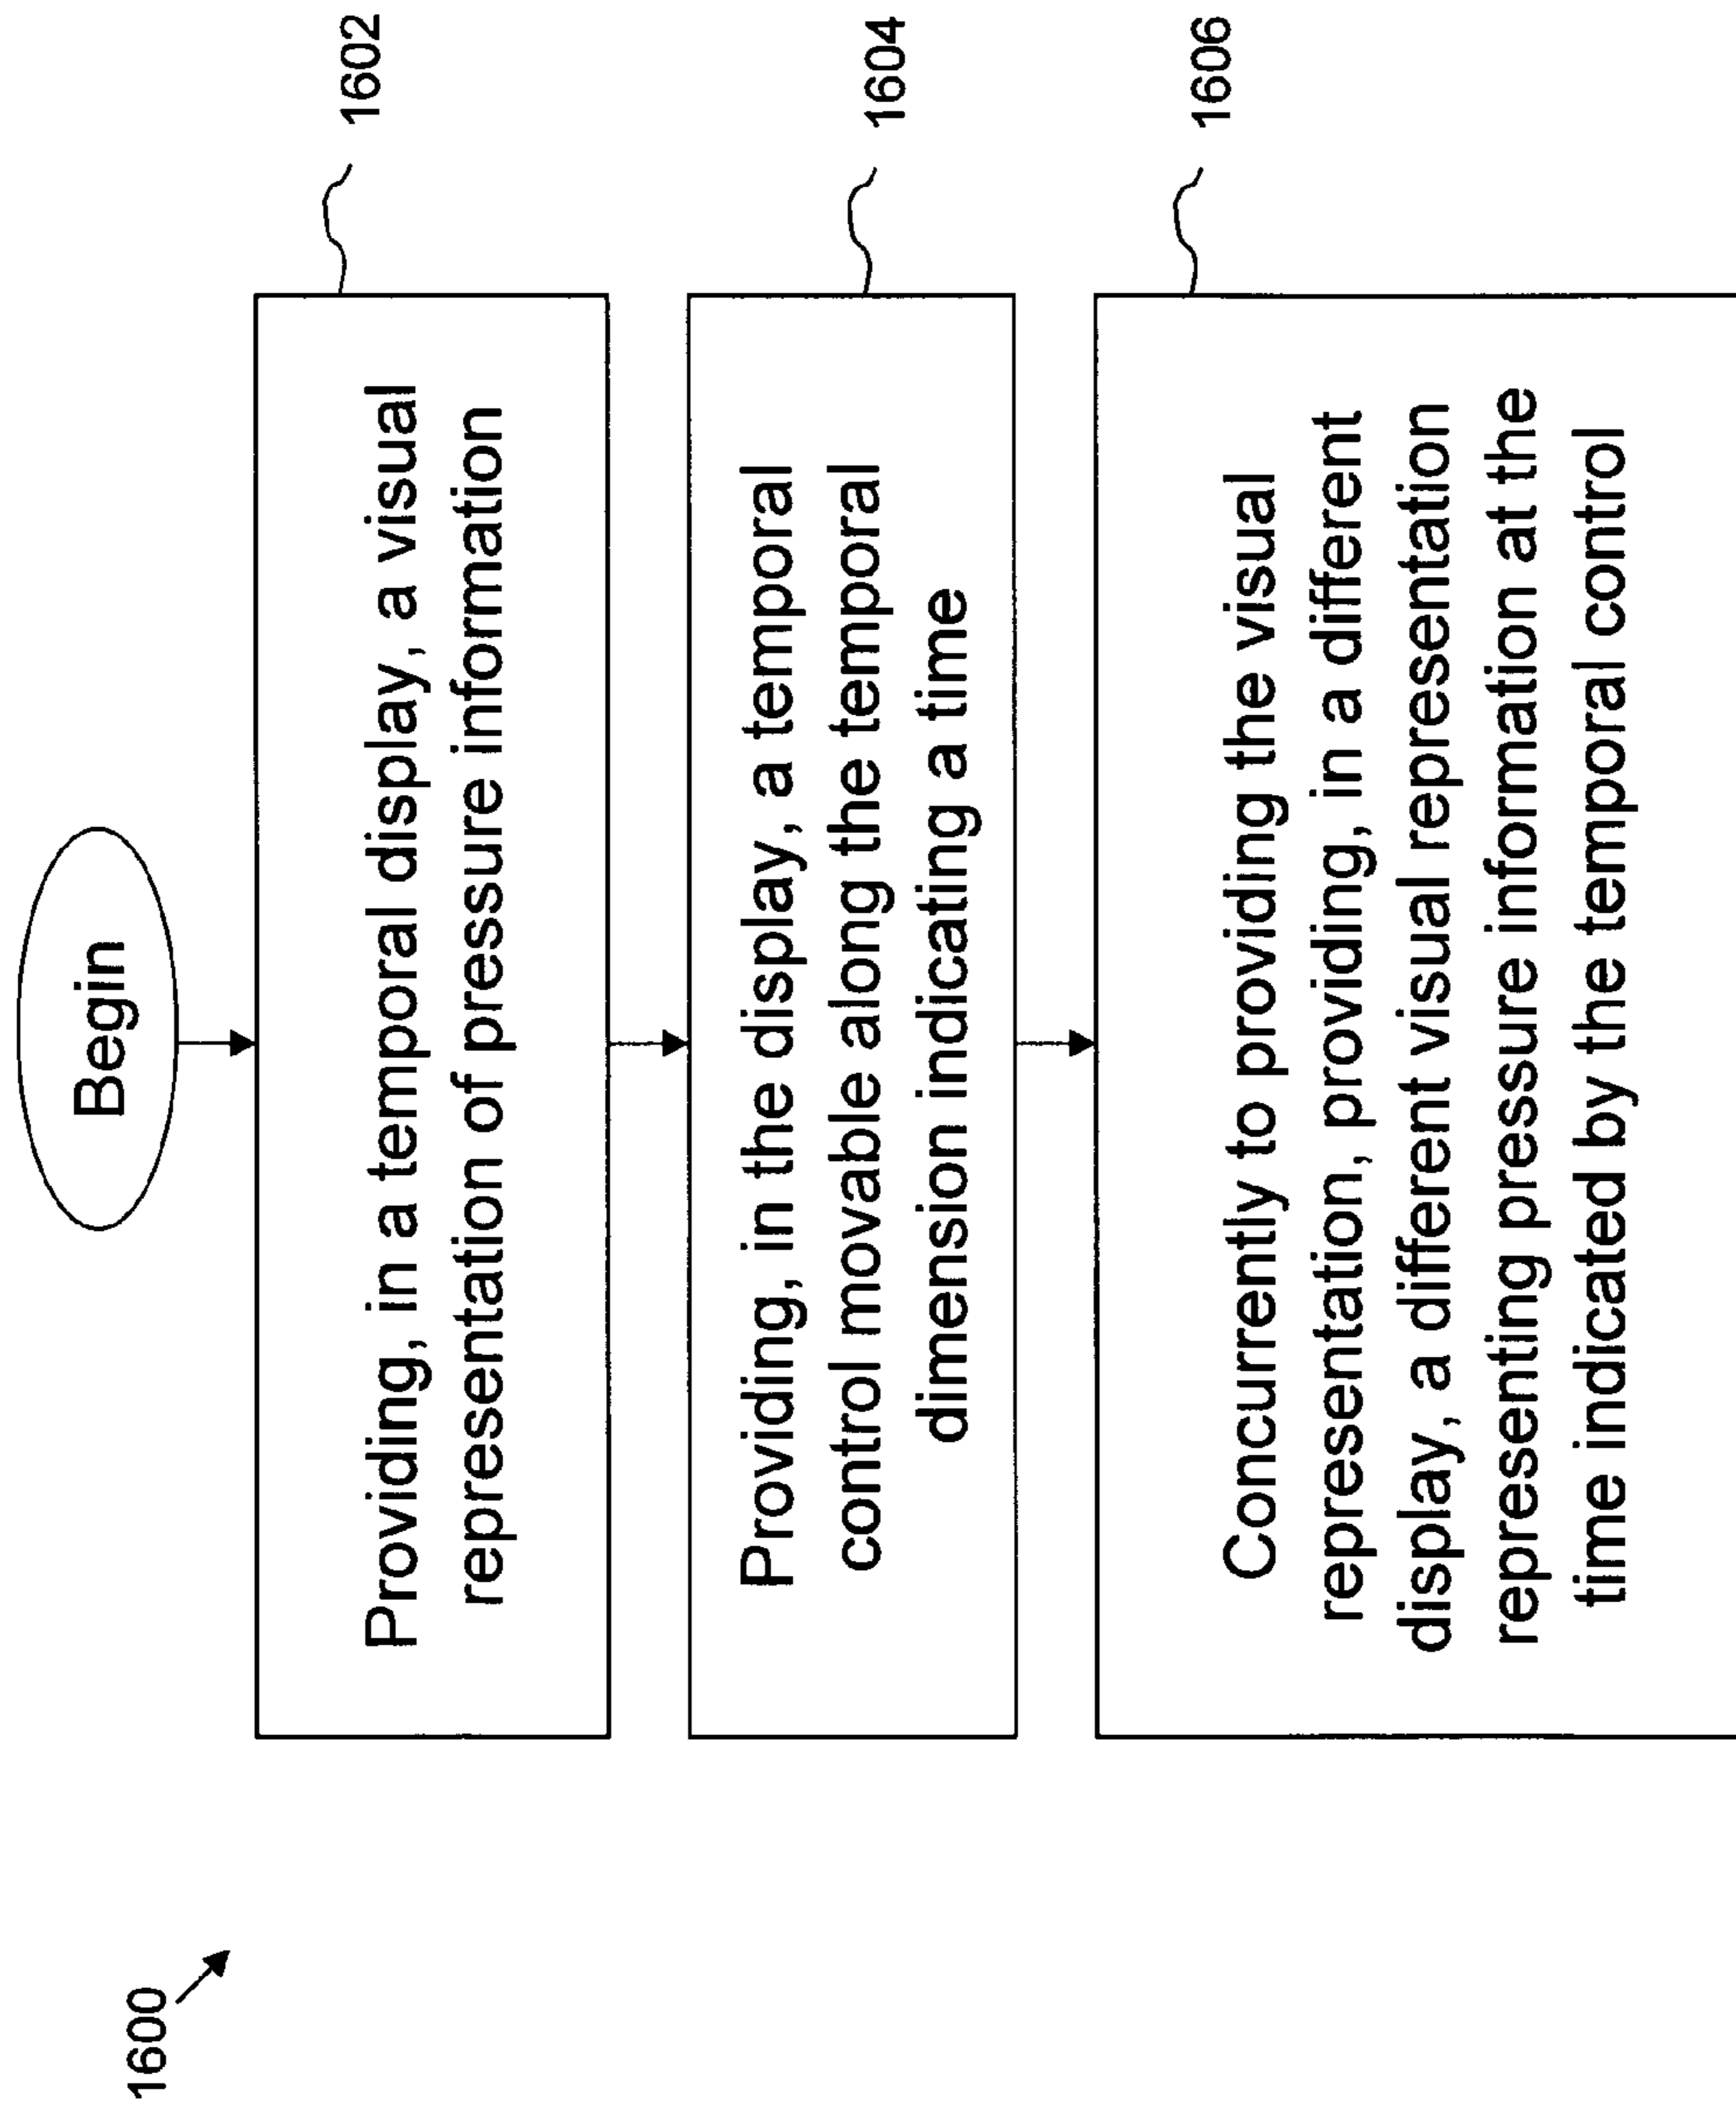 1600
Begin
Providing, in a temporal display, a visual
representation of pressure information
1602
Providing, in the display, a temporal
control movable along the temporal
dimension indicating a time
1604
Concurrently to providing the visual
representation, providing, in a different
display, a different visual representation
representing pressure information at the
time indicated by the temporal control
1606